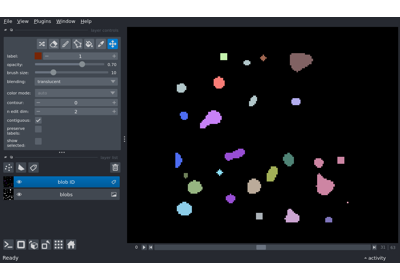 File View Plugins Window Help
label: 1
opacity: 0.70
brush size: 10
blending: translucent
color mode:
contour: 0
n edit dim: 2
contiguous:
preserve
labels:
show
selected:
blob ID
blobs
Ready
activity